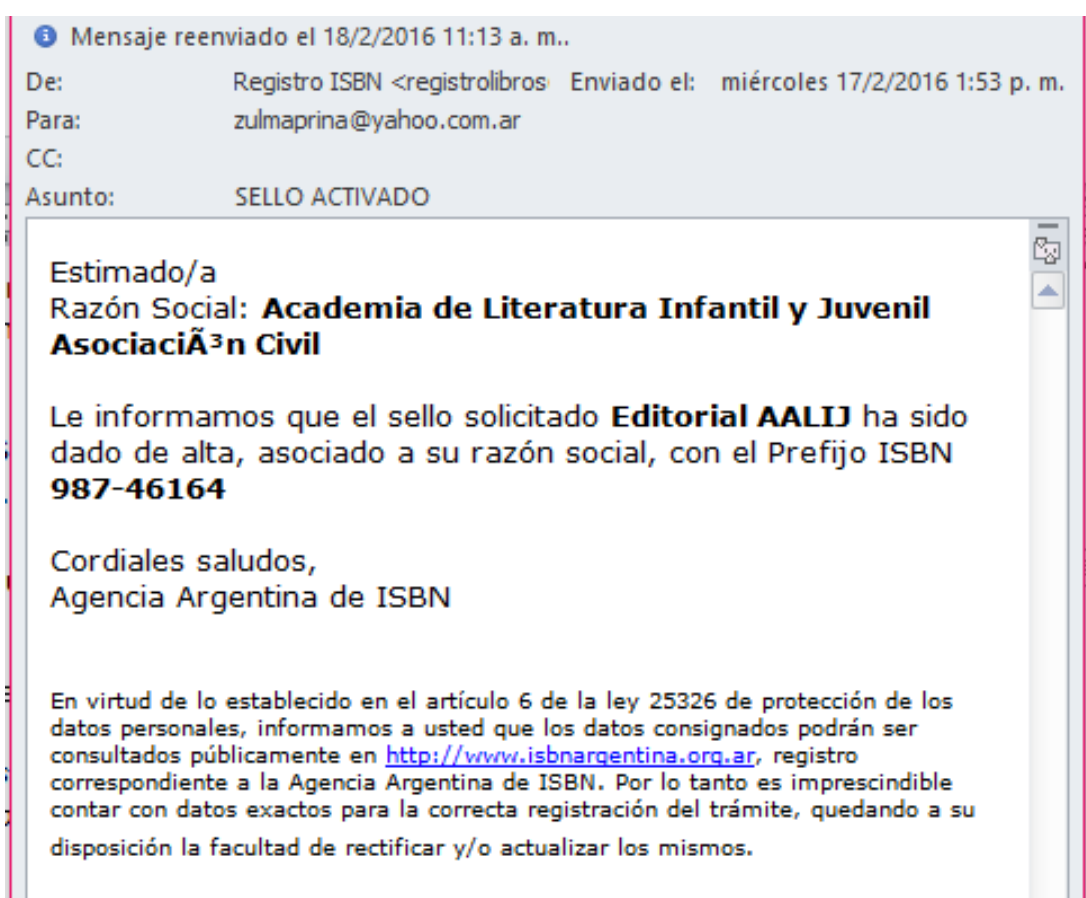 Mensaje reenviado el 18/2/2016 11:13 a. m..
De: Registro ISBN <registrolibros Enviado el: miércoles 17/2/2016 1:53 p. m.
Para: zulmaprina@yahoo.com.ar
CC:
Asunto: SELLO ACTIVADO
Estimado/a
Razón Social: Academia de Literatura Infantil y Juvenil
AsociaciÃ³n Civil
Le informamos que el sello solicitado Editorial AALIJ ha sido
dado de alta, asociado a su razón social, con el Prefijo ISBN
987-46164
Cordiales saludos,
Agencia Argentina de ISBN
En virtud de lo establecido en el artículo 6 de la ley 25326 de protección de los
datos personales, informamos a usted que los datos consignados podrán ser
consultados públicamente en http://www.isbnargentina.org.ar, registro
correspondiente a la Agencia Argentina de ISBN. Por lo tanto es imprescindible
contar con datos exactos para la correcta registración del trámite, quedando a su
disposición la facultad de rectificar y/o actualizar los mismos.